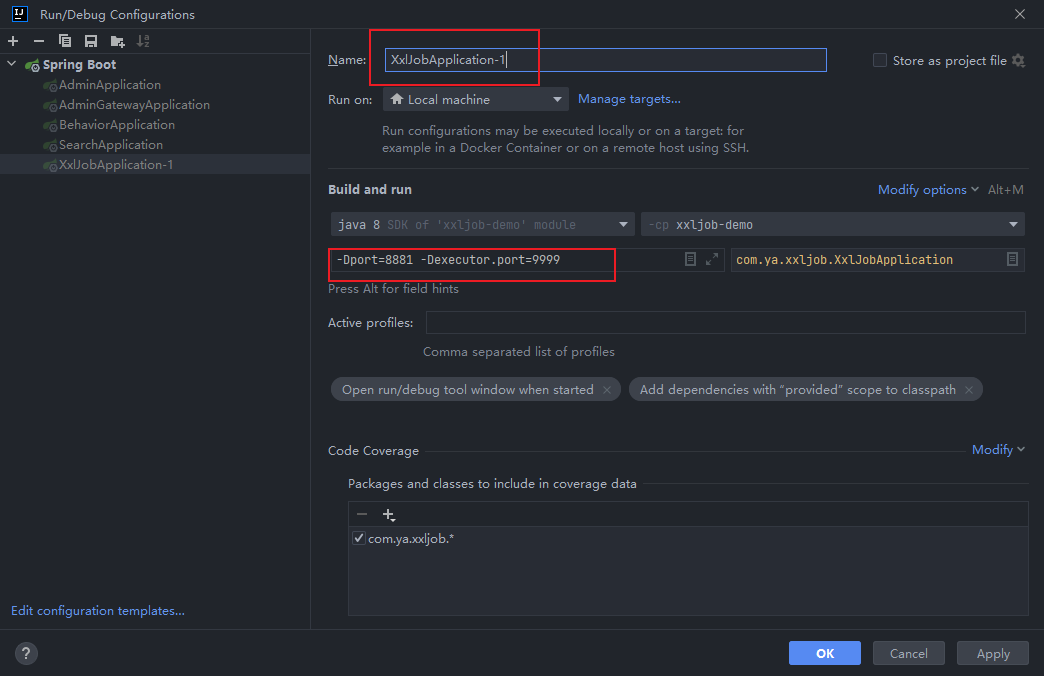 Run/Debug Configurations
Spring Boot
AdminApplication
AdminGatewayApplication
BehaviorApplication
SearchApplication
XxlJobApplication-1
Edit configuration templates...
Name: XxlJobApplication-1 Store as project file
Run on: Local machine Manage targets...
Run configurations may be executed locally or on a target: for
example in a Docker Container or on a remote host using SSH.
Build and run Modify options Alt+M
java 8 SDK of 'xxljob-demo' module -cp xxljob-demo
-Dport=8881 -Dexecutor.port=9999 com.ya.xxljob.XxlJobApplication
Press Alt for field hints
Active profiles:
Comma separated list of profiles
Open run/debug tool window when started × Add dependencies with “provided” scope to classpath ×
Code Coverage Modify
Packages and classes to include in coverage data
com.ya.xxljob.*
? OK Cancel Apply